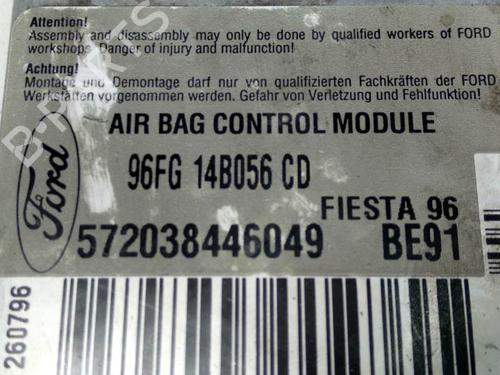 Attention!
Assembly and disassembly may only be done by qualified workers of FORD
workshops. Danger of injury and malfunction!
Achtung!
Montage und Demontage darf nur von qualifizierten Fachkräften der FORD
Werkstätten vorgenommen werden. Gefahr von Verletzung und Fehlfunktion!
AIR BAG CONTROL MODULE
Ford
96FG 14B056 CD
FIESTA 96
572038446049 BE91
260796